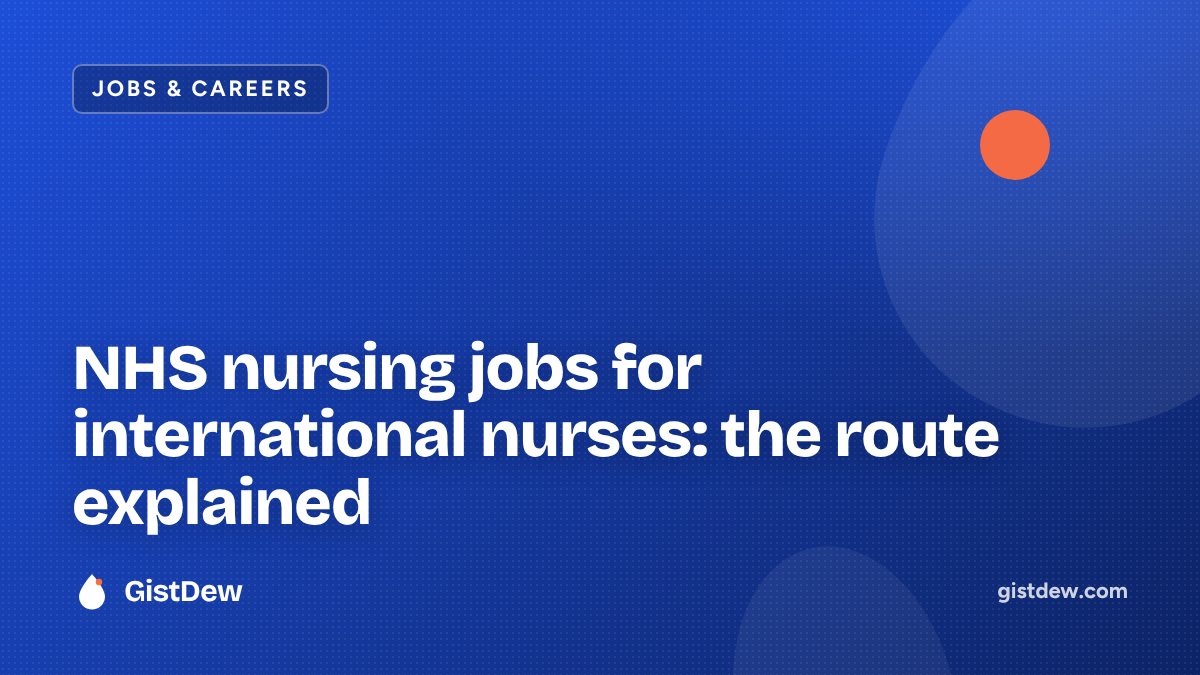 JOBS & CAREERS
NHS nursing jobs for
international nurses: the route
explained
GistDew
gistdew.com